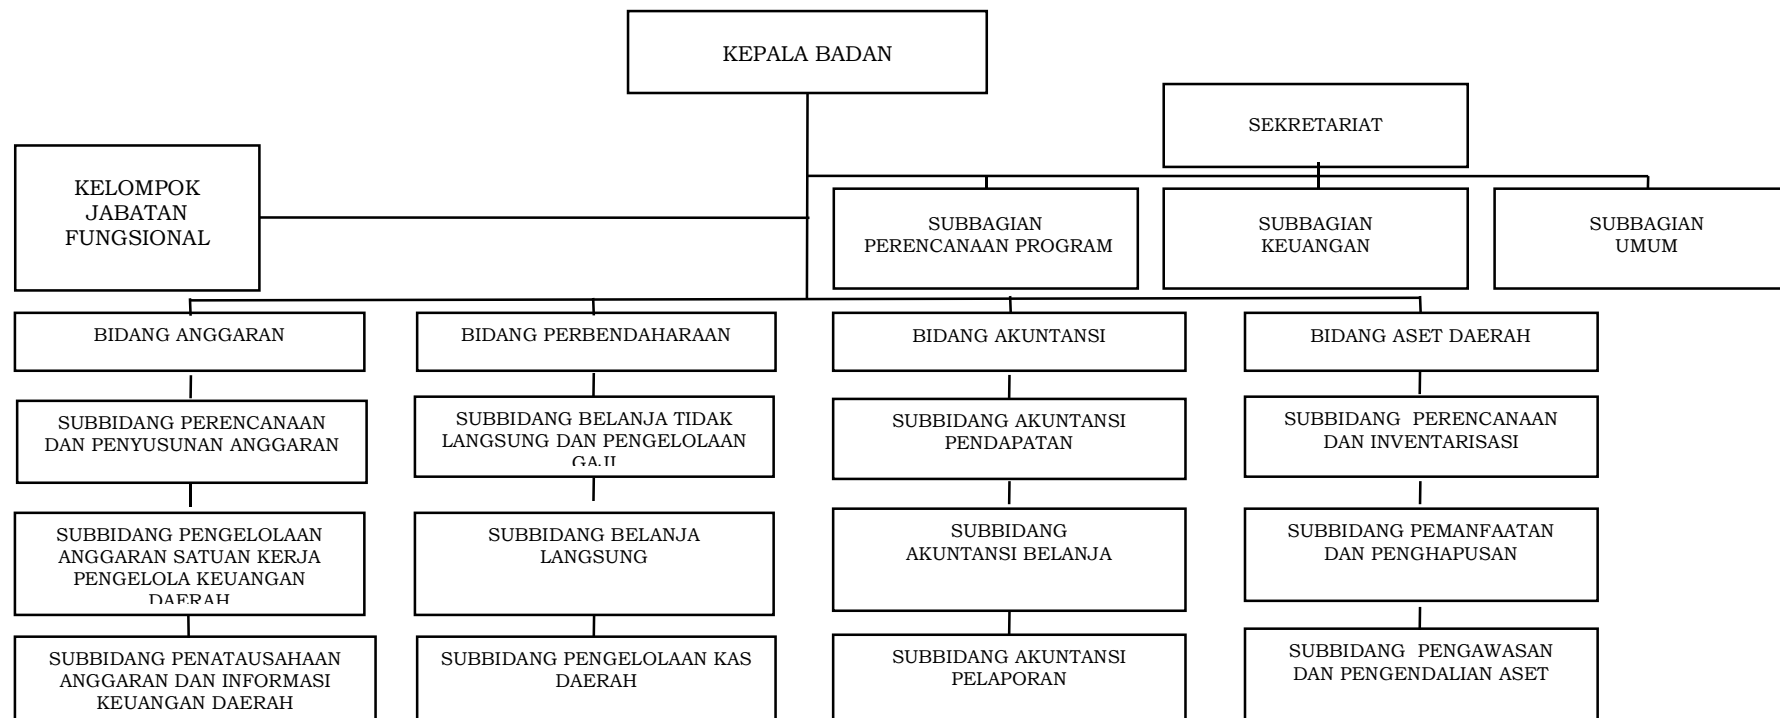 KEPALA BADAN
SEKRETARIAT
KELOMPOK
JABATAN
FUNGSIONAL
SUBBAGIAN
PERENCANAAN PROGRAM
SUBBAGIAN
KEUANGAN
SUBBAGIAN
UMUM
BIDANG ANGGARAN
BIDANG PERBENDAHARAAN
BIDANG AKUNTANSI
BIDANG ASET DAERAH
SUBBIDANG PERENCANAAN
DAN PENYUSUNAN ANGGARAN
SUBBIDANG BELANJA TIDAK
LANGSUNG DAN PENGELOLAAN
GAJI
SUBBIDANG AKUNTANSI
PENDAPATAN
SUBBIDANG PERENCANAAN
DAN INVENTARISASI
SUBBIDANG PENGELOLAAN
ANGGARAN SATUAN KERJA
PENGELOLA KEUANGAN
DAERAH
SUBBIDANG BELANJA
LANGSUNG
SUBBIDANG
AKUNTANSI BELANJA
SUBBIDANG PEMANFAATAN
DAN PENGHAPUSAN
SUBBIDANG PENATAUSAHAAN
ANGGARAN DAN INFORMASI
KEUANGAN DAERAH
SUBBIDANG PENGELOLAAN KAS
DAERAH
SUBBIDANG AKUNTANSI
PELAPORAN
SUBBIDANG PENGAWASAN
DAN PENGENDALIAN ASET